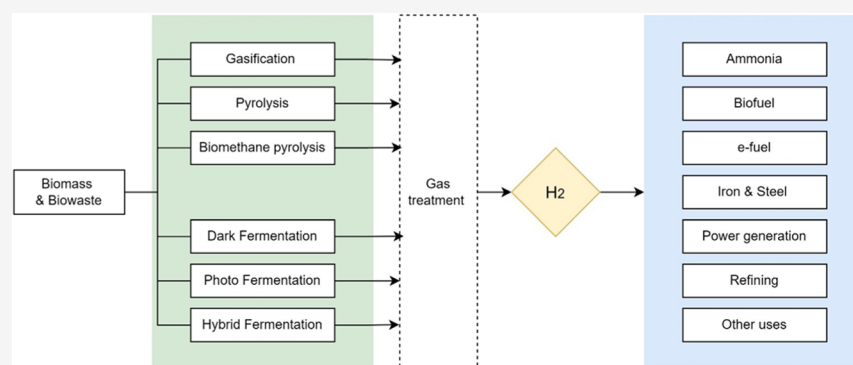 Biomass
& Biowaste
Gasification
Pyrolysis
Biomethane pyrolysis
Dark Fermentation
Photo Fermentation
Hybrid Fermentation
Gas
treatment
H2
Ammonia
Biofuel
e-fuel
Iron & Steel
Power generation
Refining
Other uses